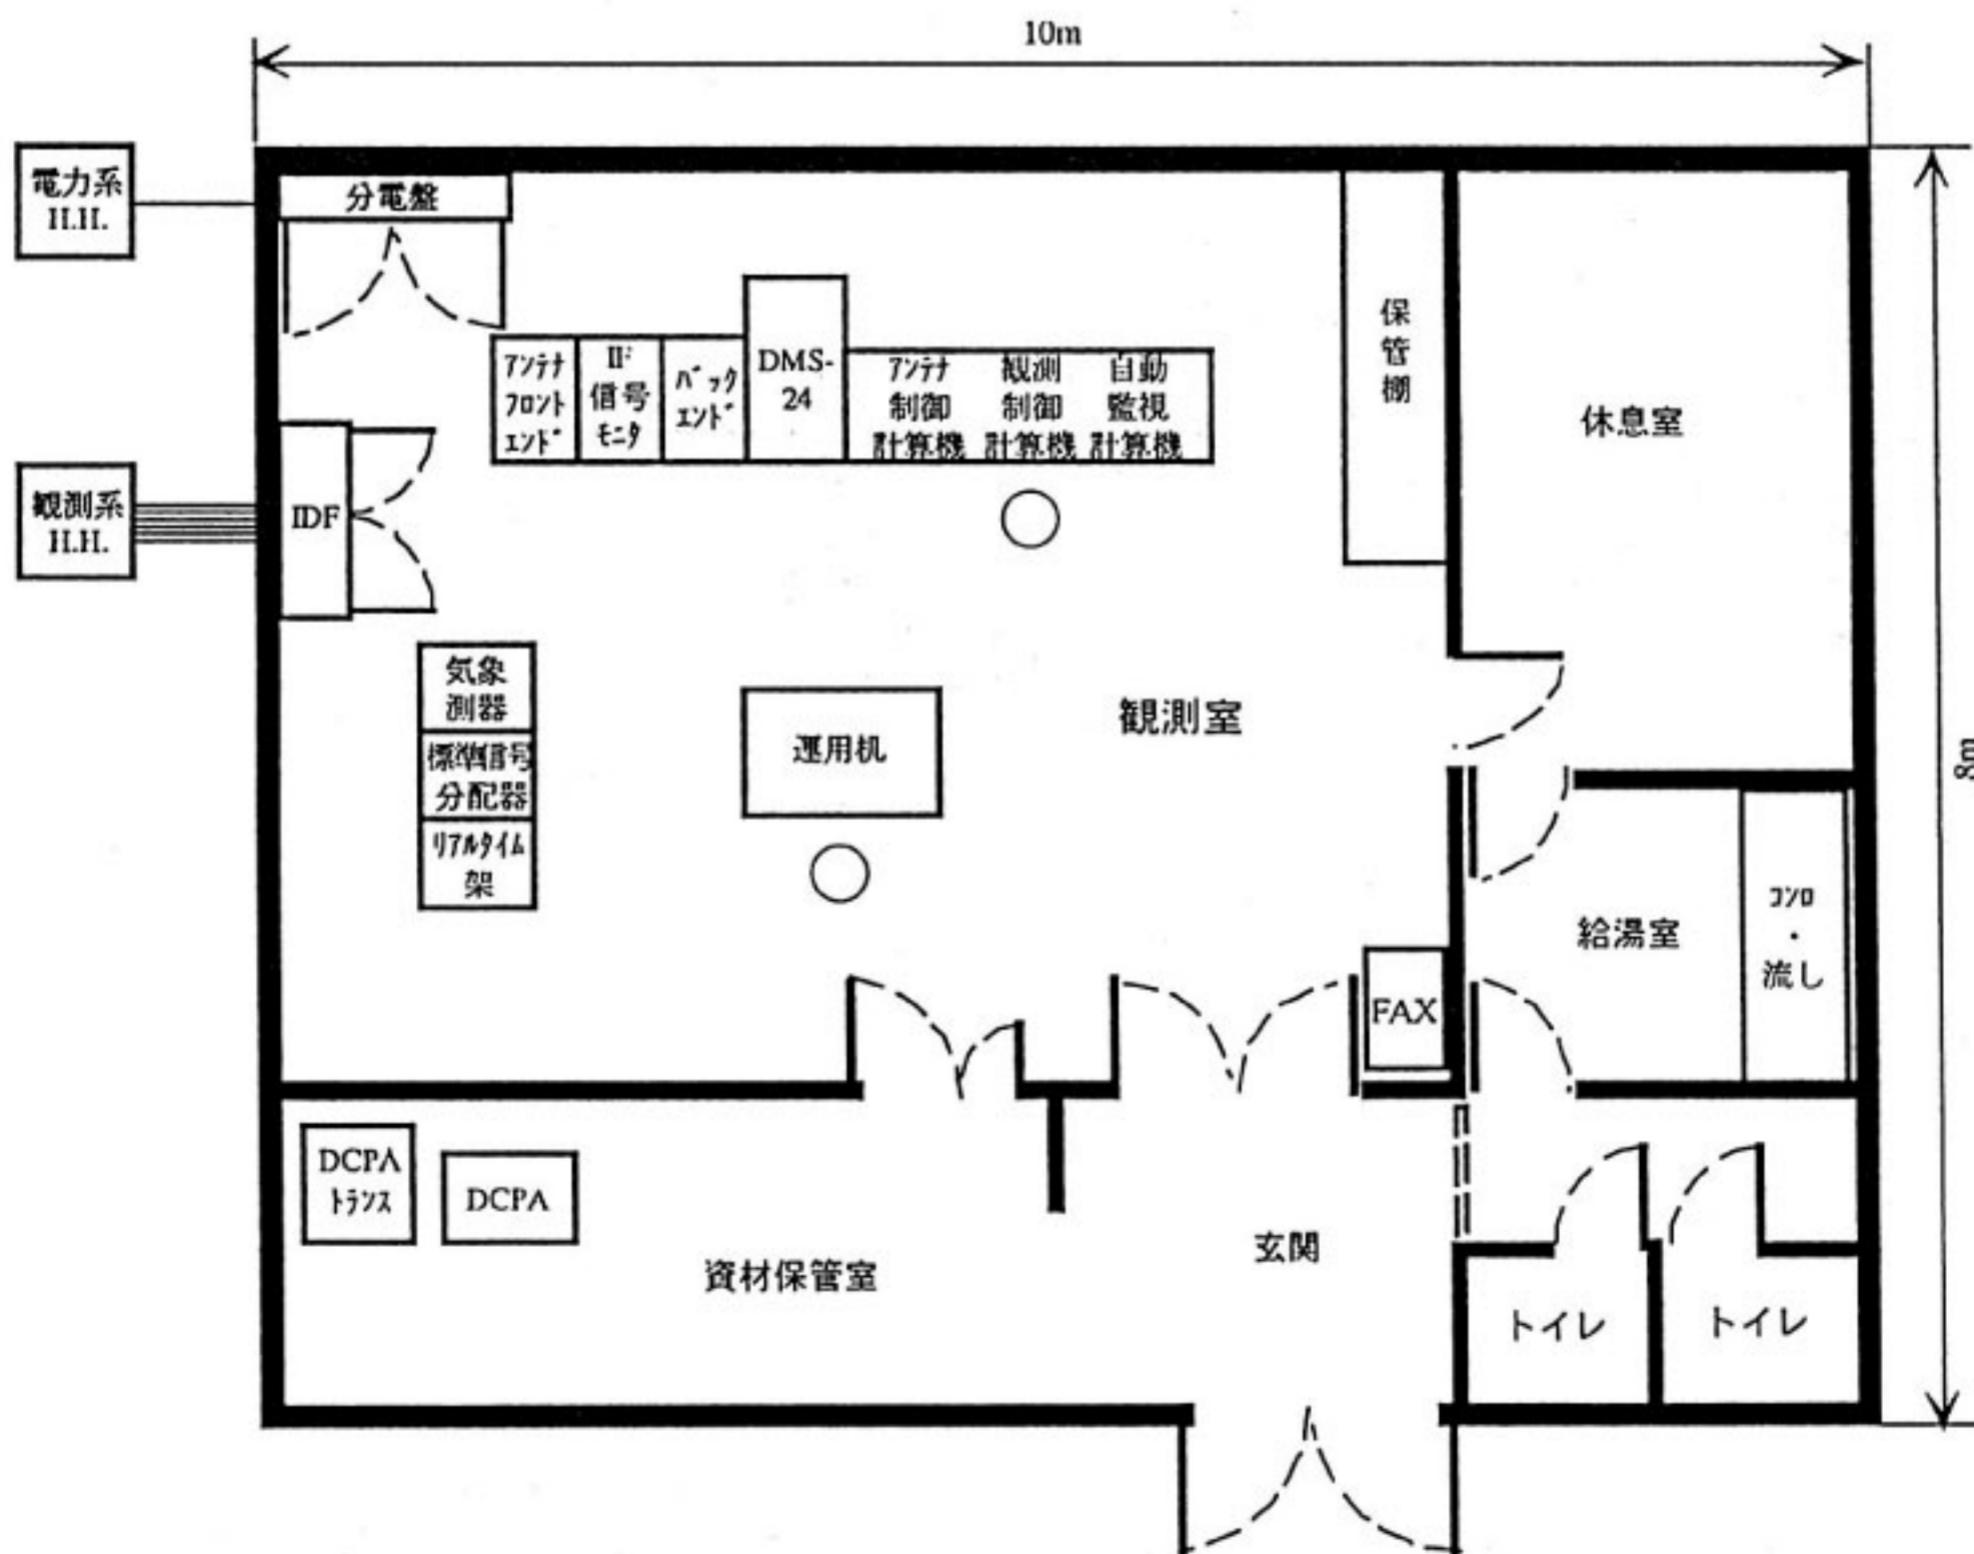 10m
電力系
H.H.
分電盤
アンテナ
フロント
エンド
IF
信号
モニタ
バック
エンド
DMS-
24
アンテナ
制御
計算機
観測
制御
計算機
自動
監視
計算機
保
管
棚
休息室
観測系
H.H.
IDF
気象
測器
標準信号
分配器
リアルタイム
架
運用机
観測室
8m
給湯室
コンロ
・
流し
FAX
DCPA
トランス
DCPA
資材保管室
玄関
トイレ
トイレ